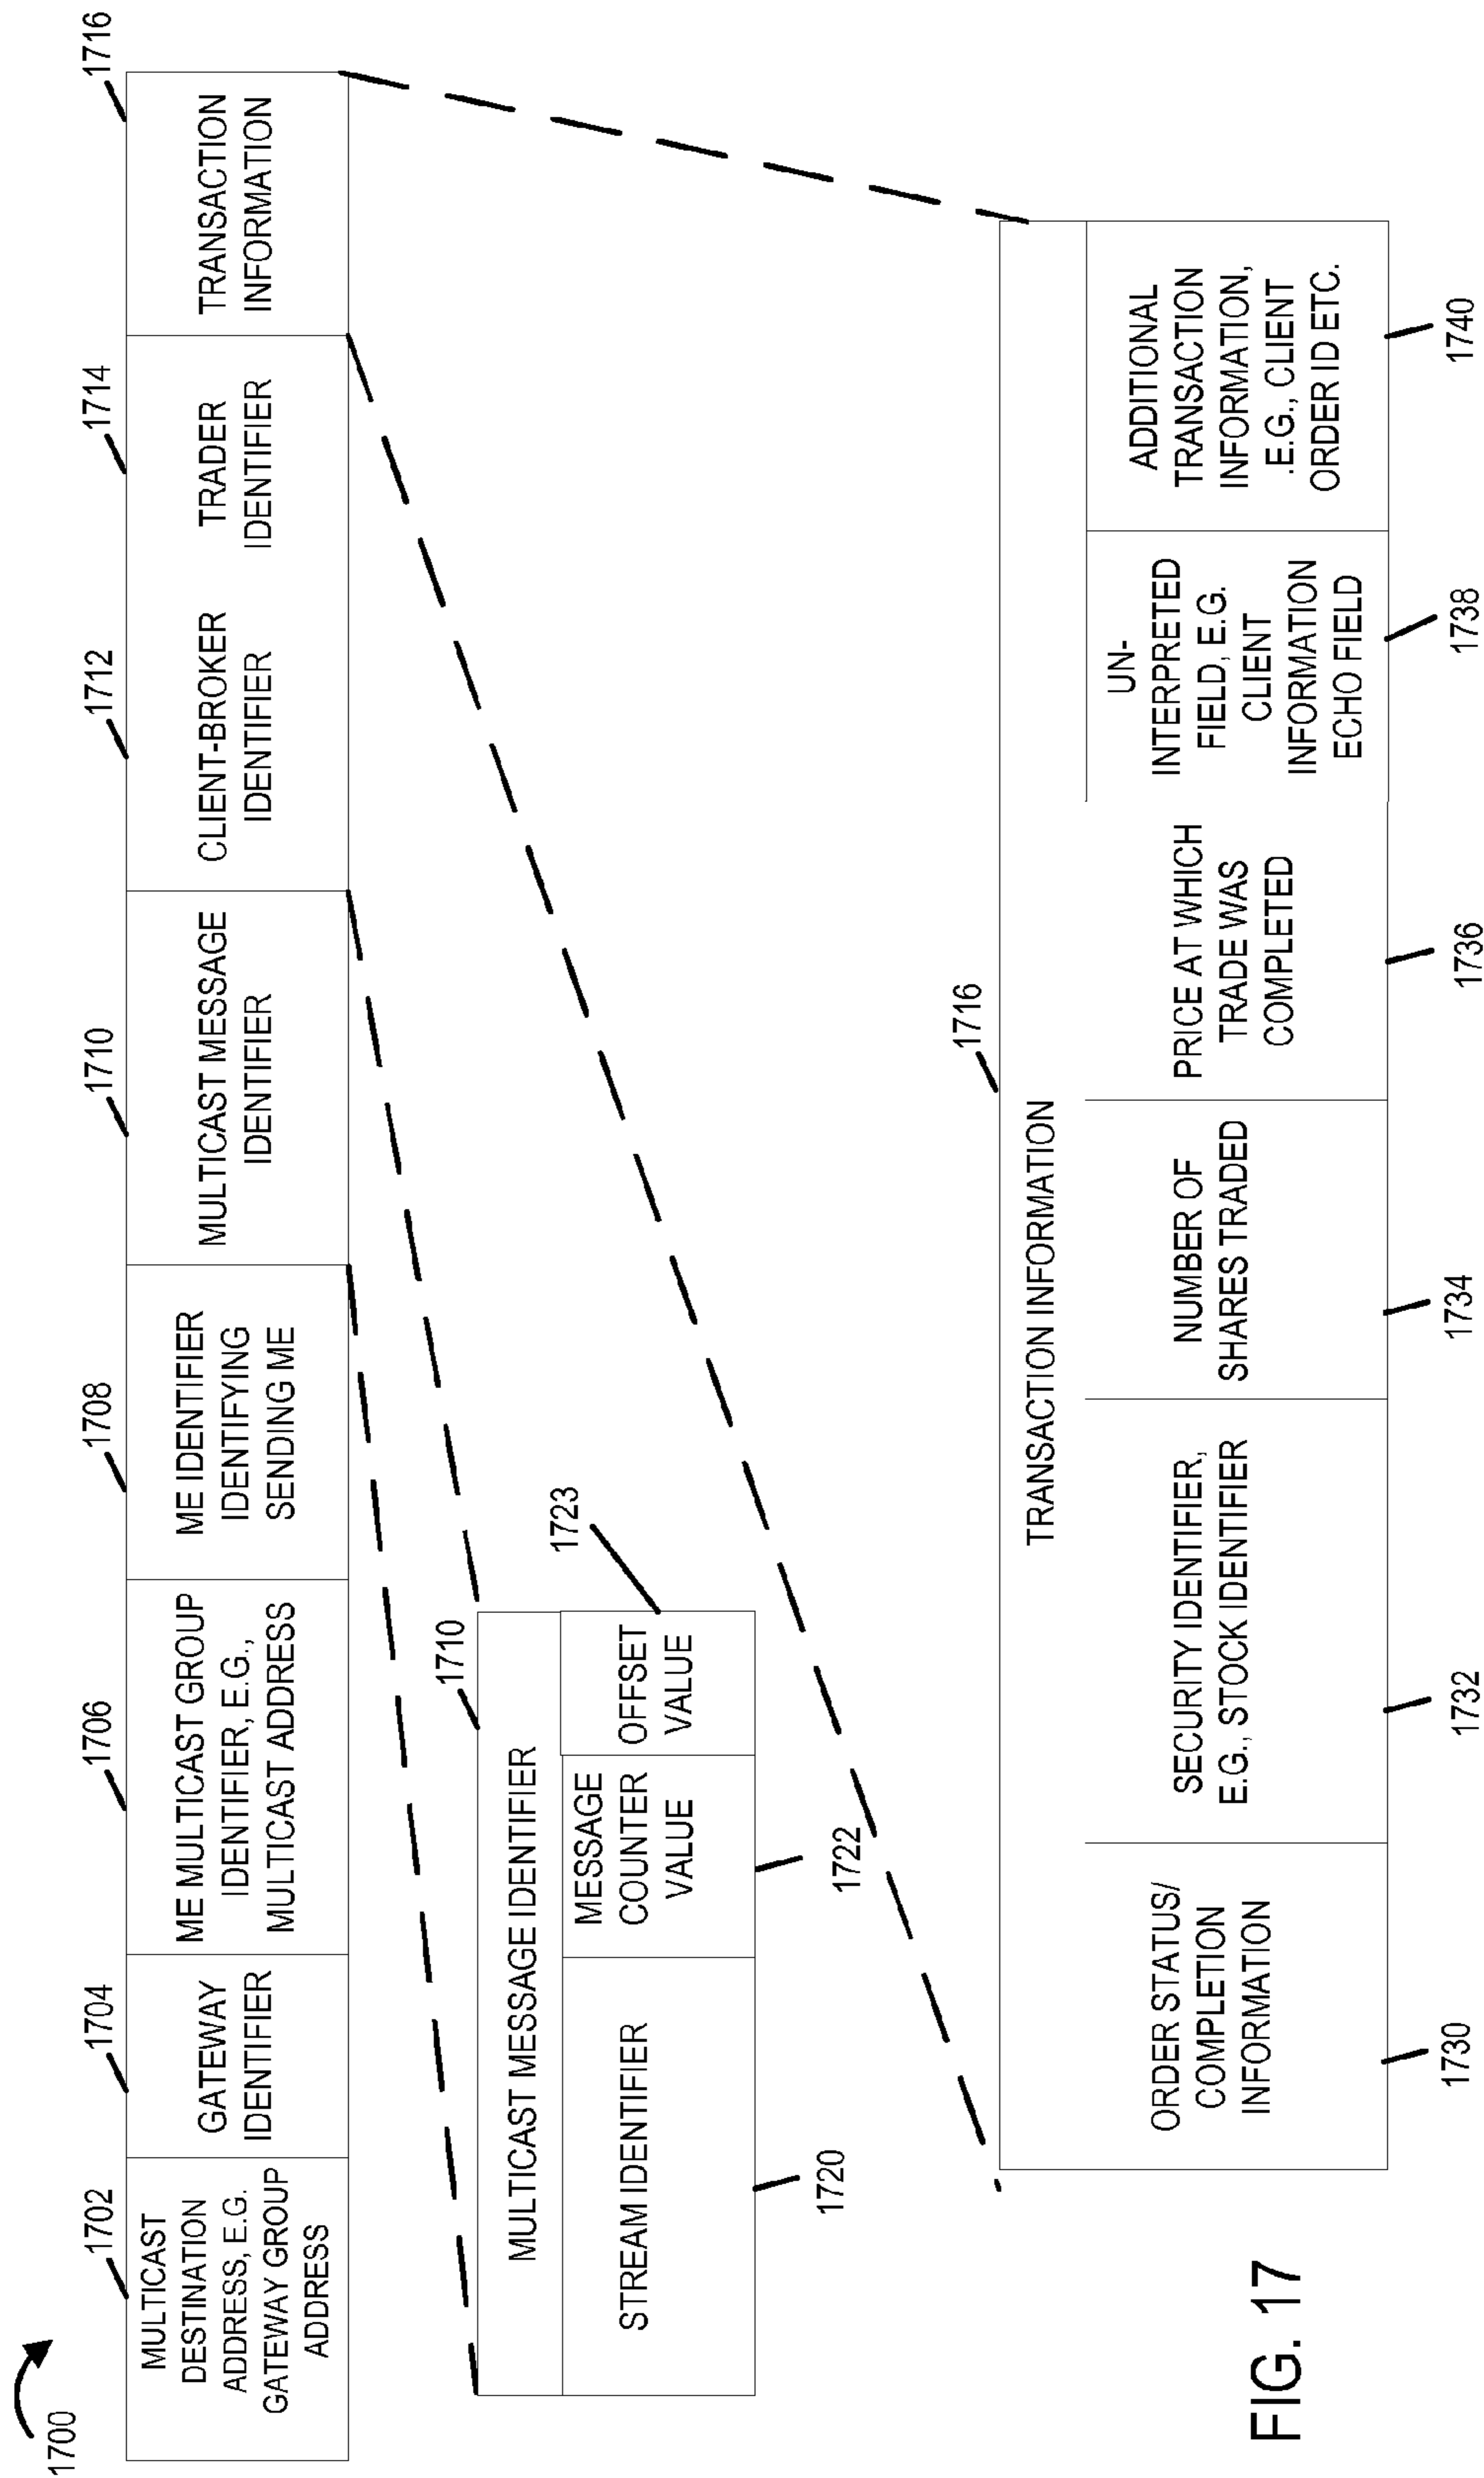 1700
1702
MULTICAST
DESTINATION
ADDRESS, E.G.
GATEWAY GROUP
ADDRESS
1704
GATEWAY
IDENTIFIER
1706
ME MULTICAST GROUP
IDENTIFIER, E.G.,
MULTICAST ADDRESS
1708
ME IDENTIFIER
IDENTIFYING
SENDING ME
1710
MULTICAST MESSAGE
IDENTIFIER
1712
CLIENT-BROKER
IDENTIFIER
1714
TRADER
IDENTIFIER
1716
TRANSACTION
INFORMATION
1710
MULTICAST MESSAGE IDENTIFIER
STREAM IDENTIFIER
1720
MESSAGE
COUNTER
VALUE
1722
OFFSET
VALUE
1723
1716
TRANSACTION INFORMATION
ORDER STATUS/
COMPLETION
INFORMATION
1730
SECURITY IDENTIFIER,
E.G., STOCK IDENTIFIER
1732
NUMBER OF
SHARES TRADED
1734
PRICE AT WHICH
TRADE WAS
COMPLETED
1736
UN-
INTERPRETED
FIELD, E.G.
CLIENT
INFORMATION
ECHO FIELD
1738
ADDITIONAL
TRANSACTION
INFORMATION,
.E.G., CLIENT
ORDER ID ETC.
1740
FIG. 17